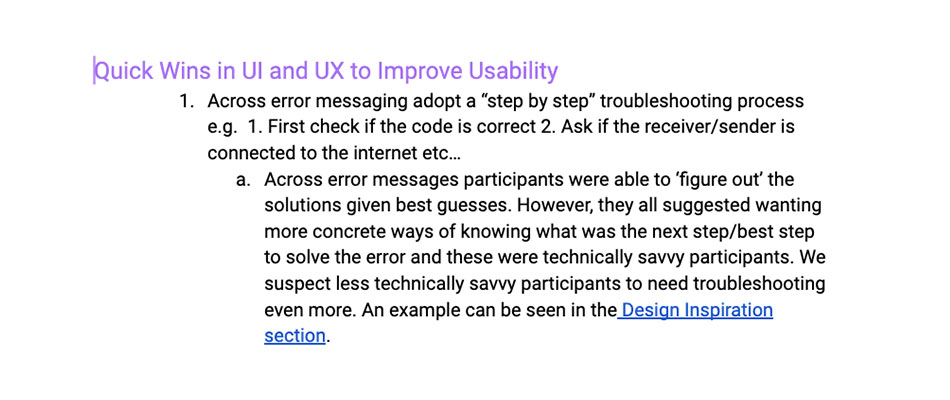 Quick Wins in UI and UX to Improve Usability
1. Across error messaging adopt a “step by step” troubleshooting process
e.g.  1. First check if the code is correct 2. Ask if the receiver/sender is
connected to the internet etc…
a. Across error messages participants were able to ‘figure out’ the
solutions given best guesses. However, they all suggested wanting
more concrete ways of knowing what was the next step/best step
to solve the error and these were technically savvy participants. We
suspect less technically savvy participants to need troubleshooting
even more. An example can be seen in the Design Inspiration
section.